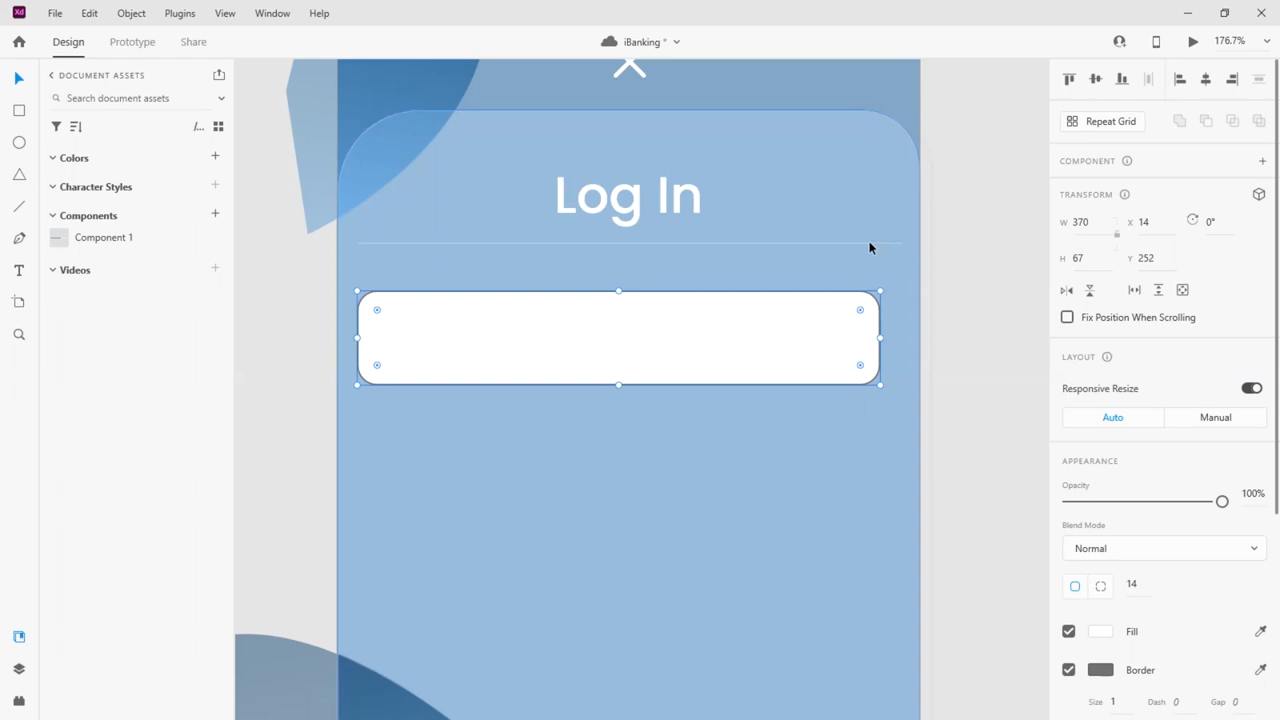 Xd File Edit Object Plugins View Window Help
Design Prototype Share iBanking * 176.7%
DOCUMENT ASSETS
Search document assets
/...
Colors
Character Styles
Components
Component 1
Videos
T
Log In
Repeat Grid
COMPONENT
TRANSFORM
W 370 X 14 0°
H 67 Y 252
Fix Position When Scrolling
LAYOUT
Responsive Resize
Auto Manual
APPEARANCE
Opacity
100%
Blend Mode
Normal
14
Fill
Border
Size 1 Dash 0 Gap 0